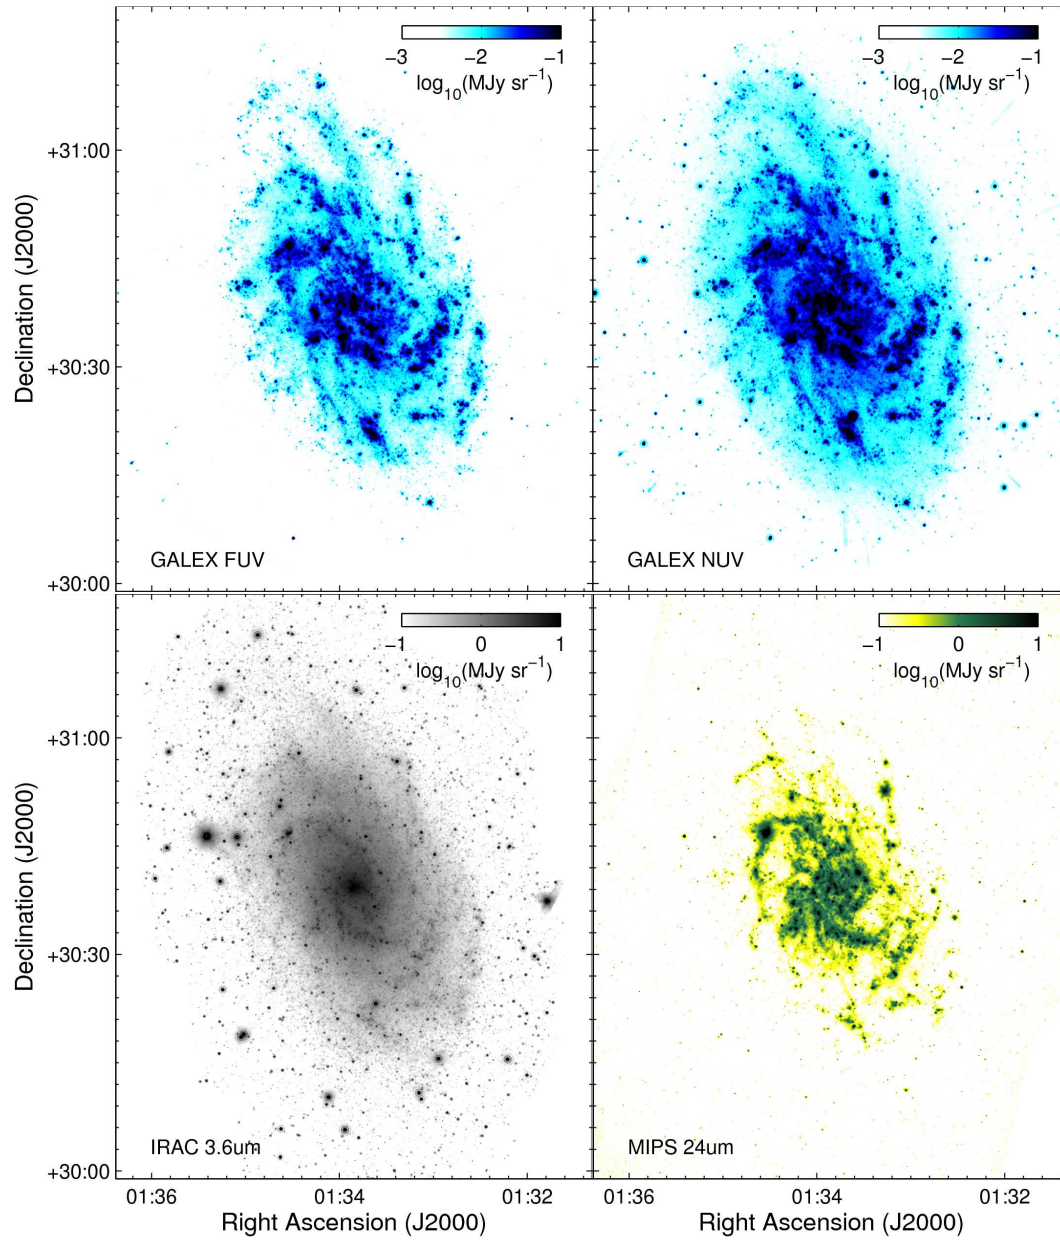 −3 −2 −1
log10(MJy sr−1)
−3 −2 −1
log10(MJy sr−1)
+31:00
+30:30
+30:00
Declination (J2000)
GALEX FUV
GALEX NUV
−1 0 1
log10(MJy sr−1)
−1 0 1
log10(MJy sr−1)
+31:00
+30:30
+30:00
Declination (J2000)
IRAC 3.6um
MIPS 24um
01:36 01:34 01:32
01:36 01:34 01:32
Right Ascension (J2000)
Right Ascension (J2000)